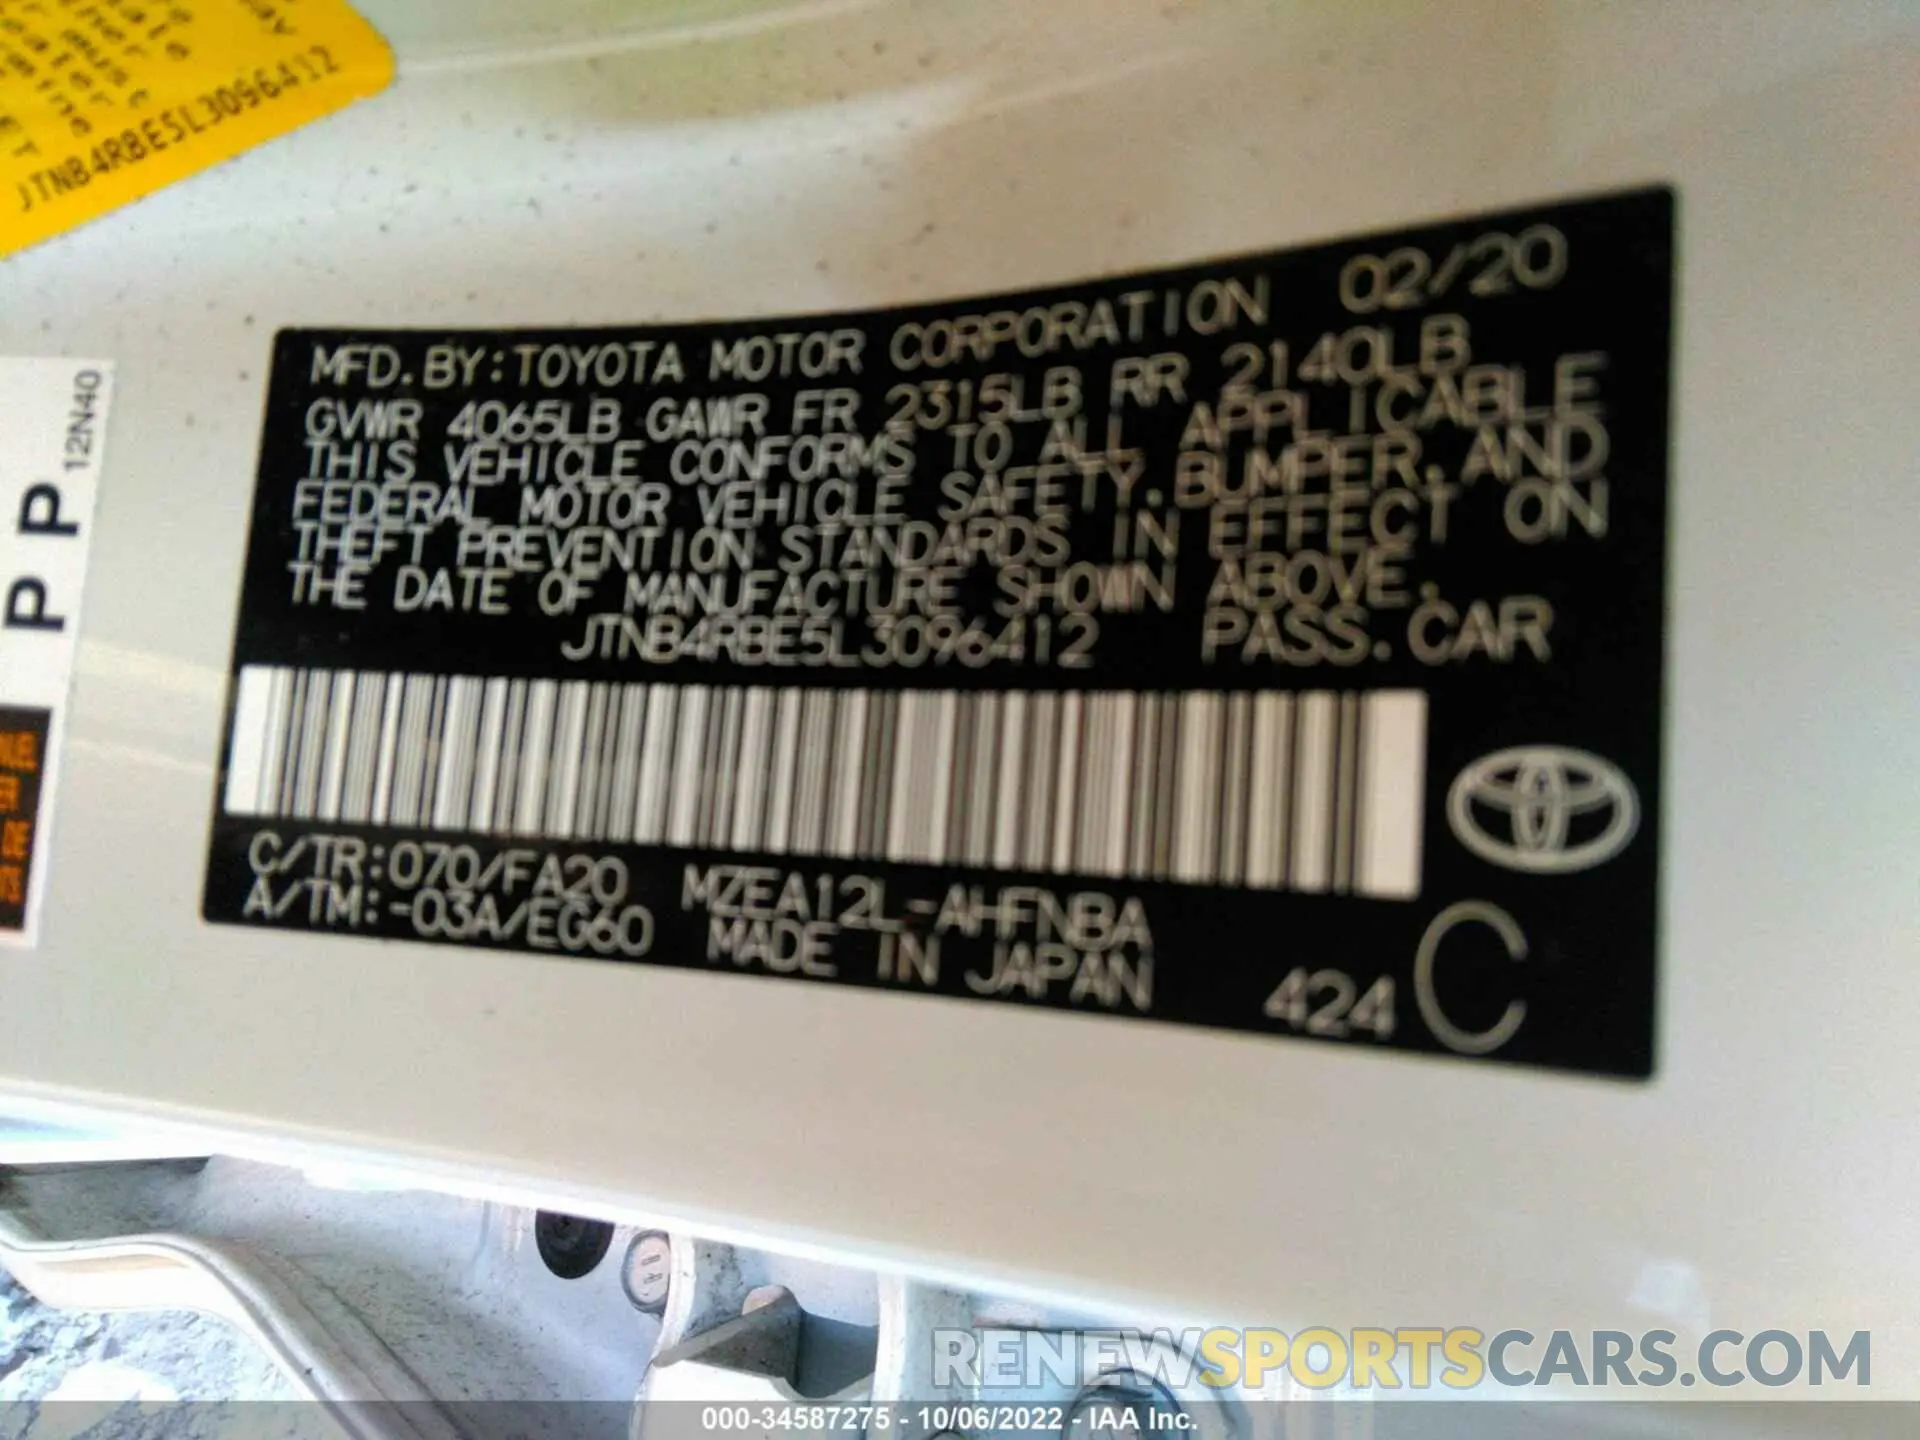 JTNB4RBE5L3096412
12N40
P P
MFD. BY: TOYOTA MOTOR CORPORATION 02/20
GVWR 4065LB GAWR FR 2315LB RR 2140LB
THIS VEHICLE CONFORMS TO ALL APPLICABLE
FEDERAL MOTOR VEHICLE SAFETY, BUMPER, AND
THEFT PREVENTION STANDARDS IN EFFECT ON
THE DATE OF MANUFACTURE SHOWN ABOVE.
JTNB4RBE5L3096412 PASS. CAR
C/TR:070/FA20 MZEA12L-AHFNBA
A/TM:-03A/EG60 MADE IN JAPAN
424 C
DE
RENEWSPORTSCARS.COM
000-34587275 - 10/06/2022 - IAA Inc.